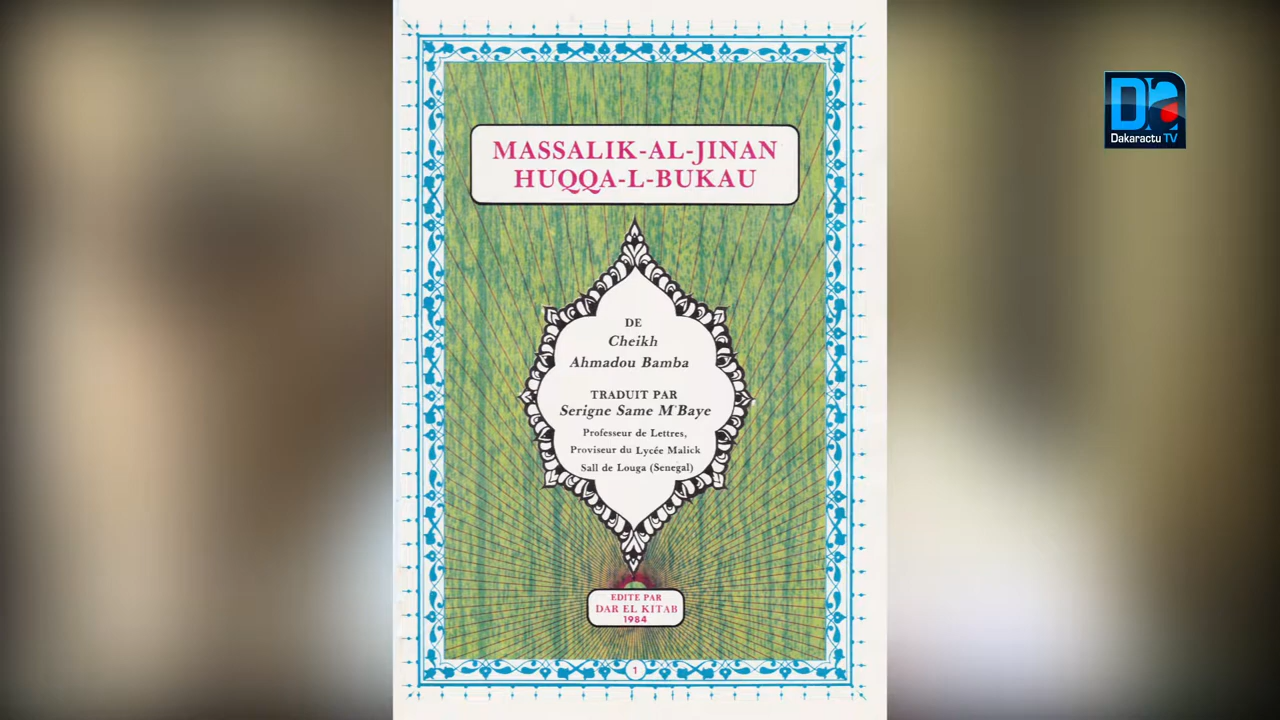 MASSALIK-AL-JINAN
HUQQA-L-BUKAU
DE
Cheikh
Ahmadou Bamba
TRADUIT PAR
Serigne Same M'Baye
Professeur de Lettres,
Proviseur du Lycée Malick
Sall de Louga (Senegal)
EDITE PAR
DAR EL KITAB
1984
1
Da
Dakaractu TV